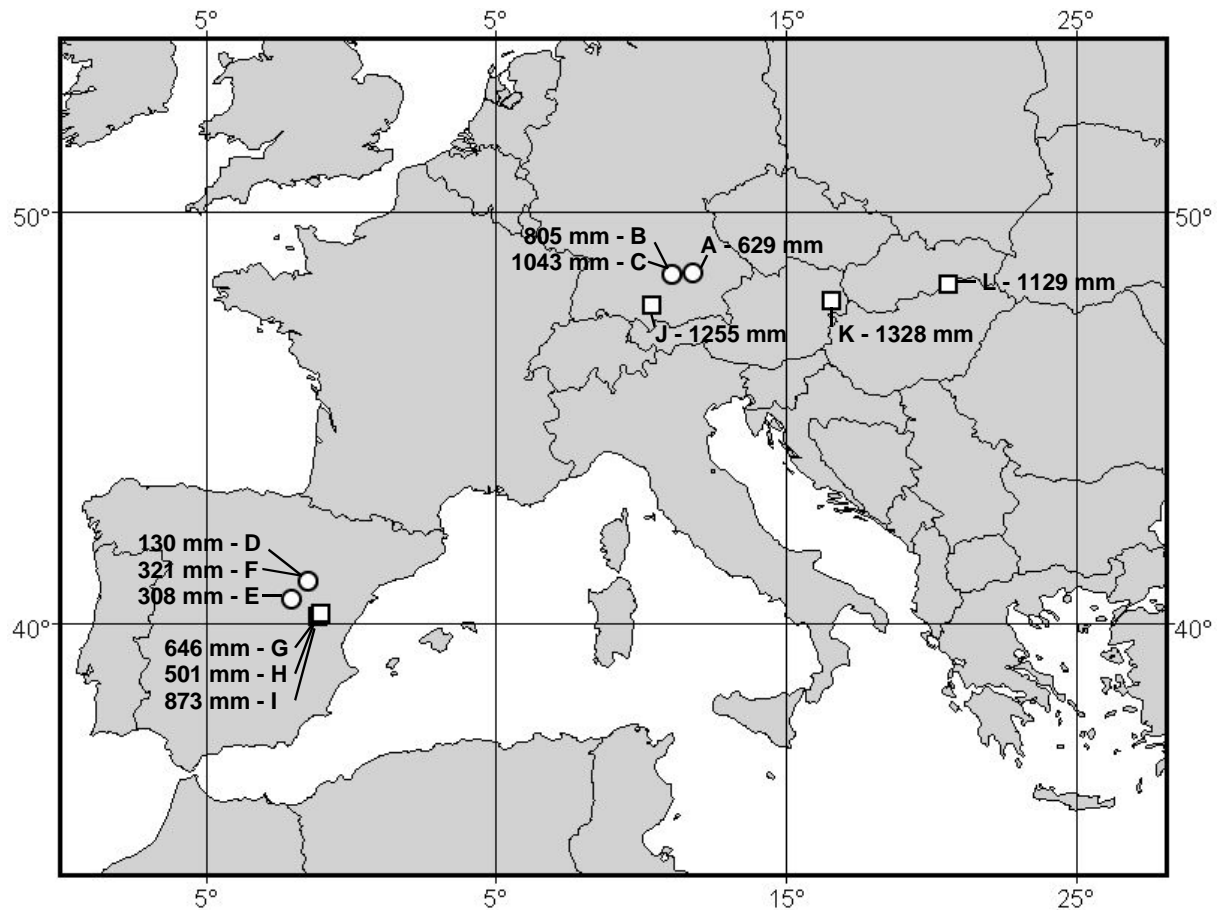 5° 5° 15° 25°
50° 50°
805 mm - B A - 629 mm
1043 mm - C
L - 1129 mm
J - 1255 mm K - 1328 mm
130 mm - D
321 mm - F
308 mm - E
40° 40°
646 mm - G
501 mm - H
873 mm - I
5° 5° 15° 25°